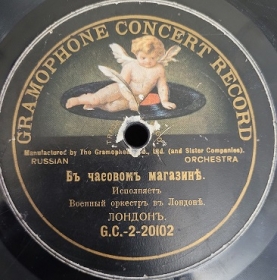 GRAMOPHONE CONCERT RECORD
Manufactured by The Gramophone Co., Ltd. (and Sister Companies).
RUSSIAN ORCHESTRA
Въ часовомъ магазинѣ.
Исполняетъ
Военный оркестръ въ Лондонѣ.
ЛОНДОНЪ.
G.C.-2-20102